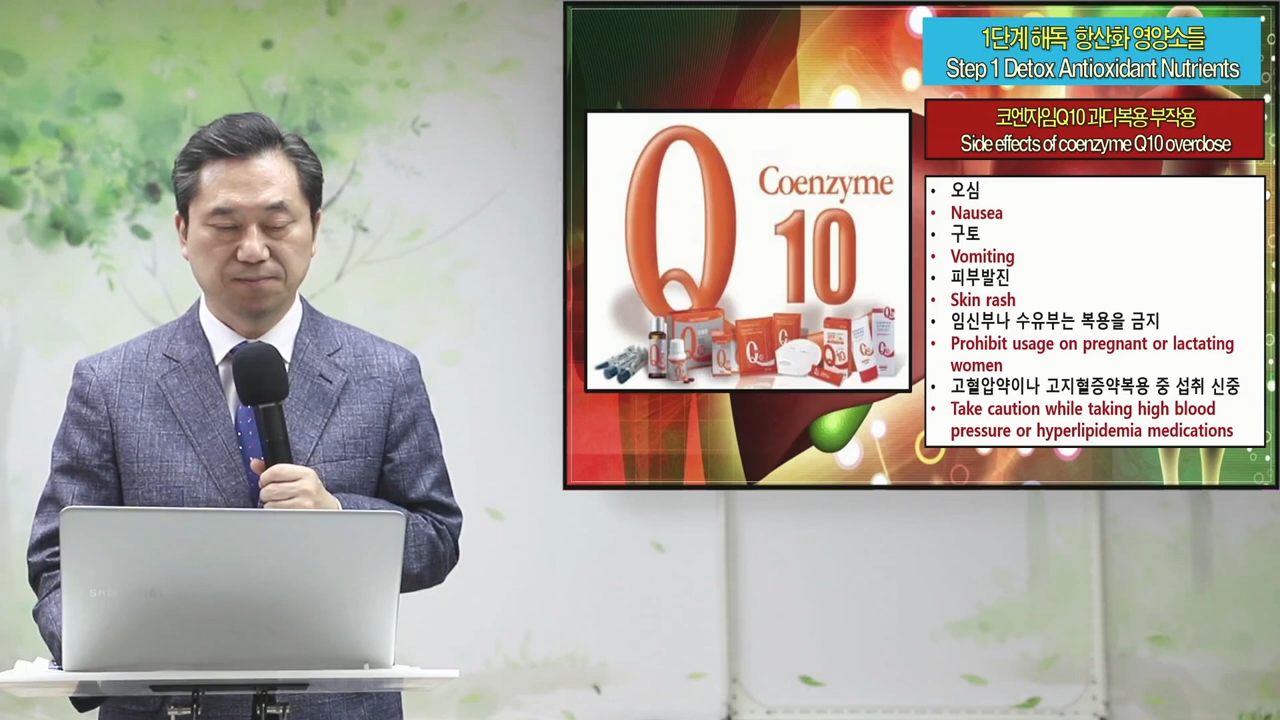 1단계 해독 항산화 영양소들
Step 1 Detox Antioxidant Nutrients
코엔자임Q10 과다복용 부작용
Side effects of coenzyme Q10 overdose
Q
Coenzyme
10
• 오심
• Nausea
• 구토
• Vomiting
• 피부발진
• Skin rash
• 임신부나 수유부는 복용을 금지
• Prohibit usage on pregnant or lactating
women
• 고혈압약이나 고지혈증약복용 중 섭취 신중
• Take caution while taking high blood
pressure or hyperlipidemia medications